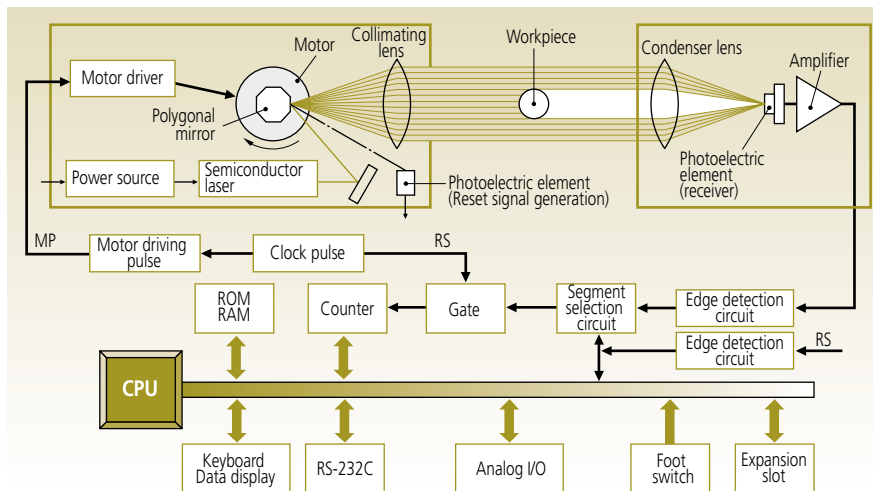 Motor
Collimating
lens
Workpiece
Condenser lens
Amplifier
Motor driver
Polygonal
mirror
Power source
Semiconductor
laser
Photoelectric element
(Reset signal generation)
Photoelectric
element
(receiver)
MP
Motor driving
pulse
Clock pulse
RS
ROM
RAM
Counter
Gate
Segment
selection
circuit
Edge detection
circuit
Edge detection
circuit
RS
CPU
Keyboard
Data display
RS-232C
Analog I/O
Foot
switch
Expansion
slot